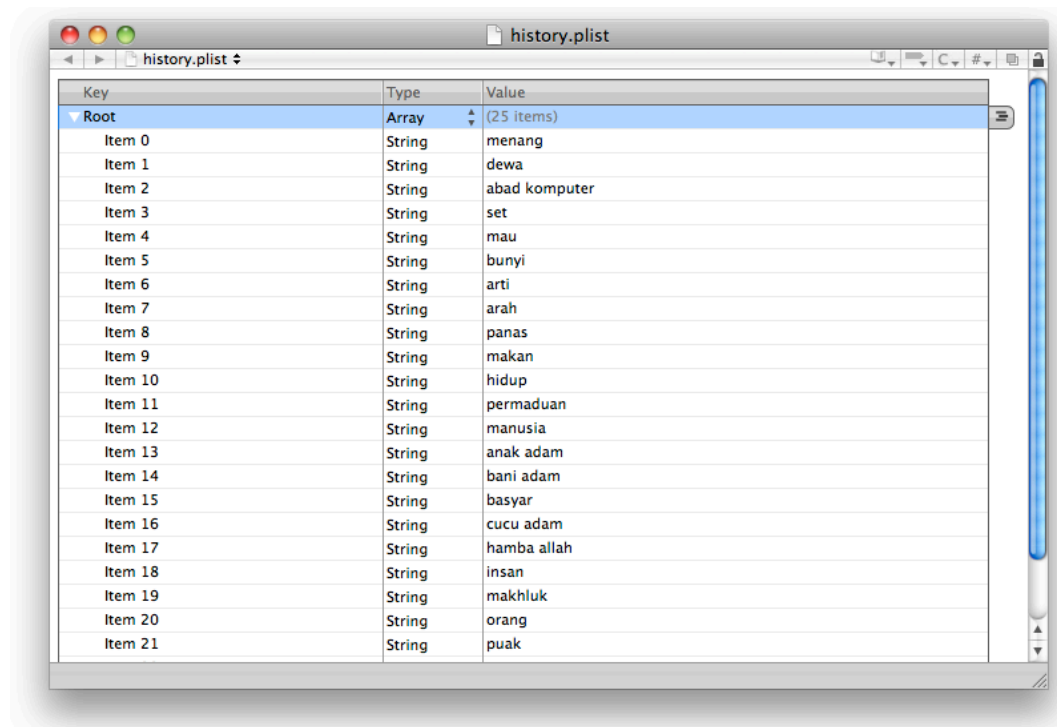 history.plist
history.plist
C #
Key Type Value
Root Array (25 items)
Item 0 String menang
Item 1 String dewa
Item 2 String abad komputer
Item 3 String set
Item 4 String mau
Item 5 String bunyi
Item 6 String arti
Item 7 String arah
Item 8 String panas
Item 9 String makan
Item 10 String hidup
Item 11 String permaduan
Item 12 String manusia
Item 13 String anak adam
Item 14 String bani adam
Item 15 String basyar
Item 16 String cucu adam
Item 17 String hamba allah
Item 18 String insan
Item 19 String makhluk
Item 20 String orang
Item 21 String puak